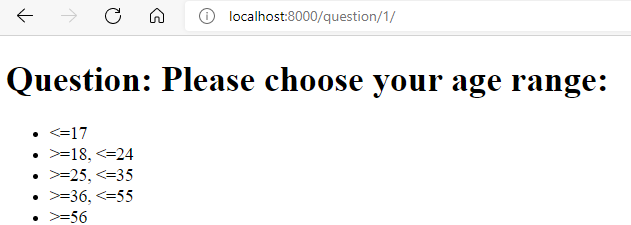 localhost:8000/question/1/
Question: Please choose your age range:
<=17
>=18, <=24
>=25, <=35
>=36, <=55
>=56